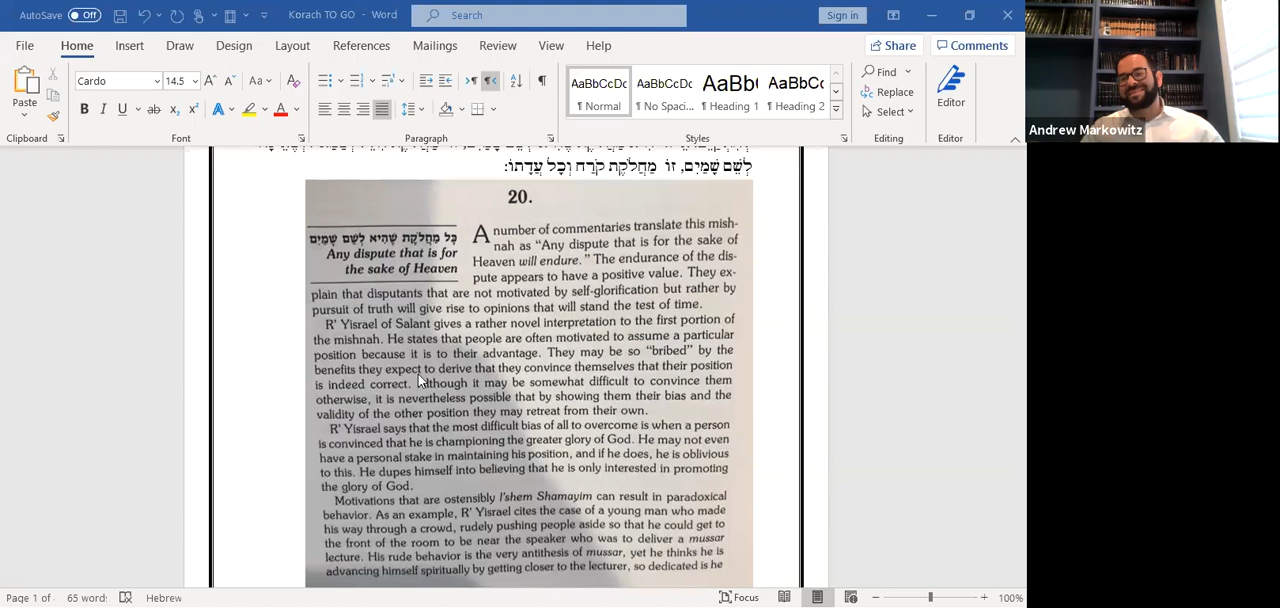 AutoSave Off Korach TO GO - Word Search Sign in
File Home Insert Draw Design Layout References Mailings Review View Help Share Comments
Paste Cardo 14.5 Aa
B I U ab x₂ x² A A
AaBbCcDc AaBbCcDc AaBb( AaBbCc
¶ Normal ¶ No Spaci... ¶ Heading 1 ¶ Heading 2
Find
Replace
Select
Editor
Clipboard Font Paragraph Styles Editing Editor
Andrew Markowitz
לְשֵׁם שָׁמַיִם, זוֹ מַחֲלֹקֶת קֹרַח וְכָל עֲדָתוֹ:
20.
כָּל מַחֲלֹקֶת שֶׁהִיא לְשֵׁם שָׁמַיִם
Any dispute that is for
the sake of Heaven
A number of commentaries translate this mish-
nah as “Any dispute that is for the sake of
Heaven will endure.” The endurance of the dis-
pute appears to have a positive value. They ex-
plain that disputants that are not motivated by self-glorification but rather by
pursuit of truth will give rise to opinions that will stand the test of time.
R’ Yisrael of Salant gives a rather novel interpretation to the first portion of
the mishnah. He states that people are often motivated to assume a particular
position because it is to their advantage. They may be so “bribed” by the
benefits they expect to derive that they convince themselves that their position
is indeed correct. Although it may be somewhat difficult to convince them
otherwise, it is nevertheless possible that by showing them their bias and the
validity of the other position they may retreat from their own.
R’ Yisrael says that the most difficult bias of all to overcome is when a person
is convinced that he is championing the greater glory of God. He may not even
have a personal stake in maintaining his position, and if he does, he is oblivious
to this. He dupes himself into believing that he is only interested in promoting
the glory of God.
Motivations that are ostensibly l’shem Shamayim can result in paradoxical
behavior. As an example, R’ Yisrael cites the case of a young man who made
his way through a crowd, rudely pushing people aside so that he could get to
the front of the room to be near the speaker who was to deliver a mussar
lecture. His rude behavior is the very antithesis of mussar, yet he thinks he is
advancing himself spiritually by getting closer to the lecturer, so dedicated is he
Page 1 of 65 words Hebrew Focus 100%